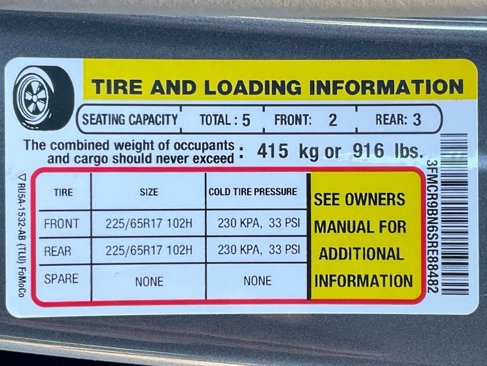 TIRE AND LOADING INFORMATION
SEATING CAPACITY TOTAL: 5 FRONT: 2 REAR: 3
The combined weight of occupants
and cargo should never exceed : 415 kg or 916 lbs.
TIRE SIZE COLD TIRE PRESSURE
FRONT 225/65R17 102H 230 KPA, 33 PSI
REAR 225/65R17 102H 230 KPA, 33 PSI
SPARE NONE NONE
SEE OWNERS
MANUAL FOR
ADDITIONAL
INFORMATION
3FMCR9BN6SRE88482
RU5A-1532-AB (TLU) FoMoCo